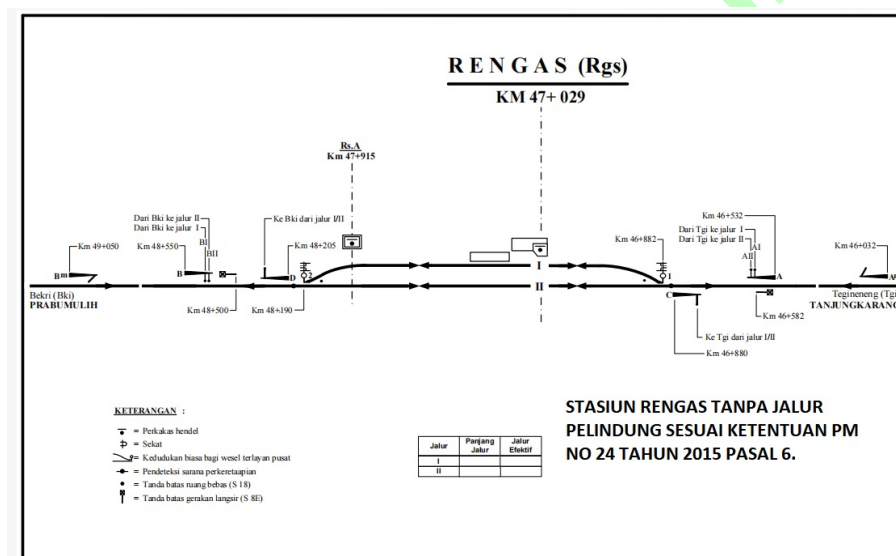 R E N G A S (Rgs)
KM 47+ 029
Rs.A
Km 47+915
Dari Bki ke jalur II
Dari Bki ke jalur I
Km 49+050
Km 48+550
BI
BII
Ke Bki dari jalur I/II
Km 48+205
Km 46+882
Km 46+532
Dari Tgi ke jalur I
Dari Tgi ke jalur II
AI
AII
Km 46+032
B
D
2
I
1
A
II
C
Bekri (Bki)
PRABUMULIH
Km 48+500
Km 48+190
Km 46+582
Tegineneng (Tgi
TANJUNGKARANG
Ke Tgi dari jalur I/II
Km 46+880
KETERANGAN :
= Perkakas hendel
= Sekat
= Kedudukan biasa bagi wesel terlayan pusat
= Pendeteksi sarana perkeretaapian
= Tanda batas ruang bebas (S 18)
= Tanda batas gerakan langsir (S 8E)
Jalur Panjang Jalur Jalur Efektif
I
II
STASIUN RENGAS TANPA JALUR
PELINDUNG SESUAI KETENTUAN PM
NO 24 TAHUN 2015 PASAL 6.